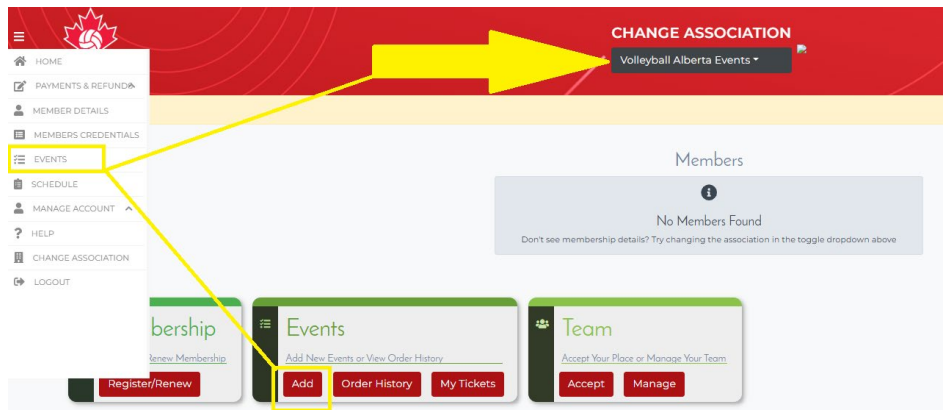 CHANGE ASSOCIATION
Volleyball Alberta Events
HOME
PAYMENTS & REFUNDS
MEMBER DETAILS
MEMBERS CREDENTIALS
EVENTS
SCHEDULE
MANAGE ACCOUNT
HELP
CHANGE ASSOCIATION
LOGOUT
Members
No Members Found
Don't see membership details? Try changing the association in the toggle dropdown above
bership
Renew Membership
Register/Renew
Events
Add New Events or View Order History
Add Order History My Tickets
Team
Accept Your Place or Manage Your Team
Accept Manage